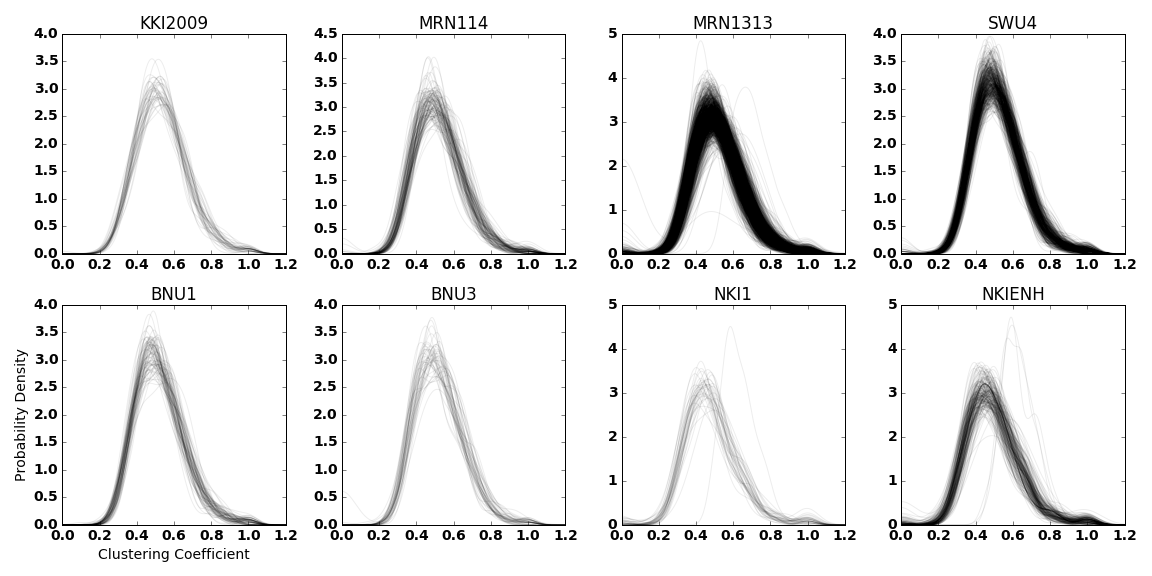 KKI2009 MRN114 MRN1313 SWU4
4.0 4.5 5 4.0
3.5 4.0 4 3.5
3.0 3.5 3 3.0
2.5 3.0 2 2.5
2.0 2.5 1 2.0
1.5 2.0 0 1.5
1.0 1.5 1.0
0.5 1.0 0.5
0.0 0.5 0.0
0.0
0.0 0.2 0.4 0.6 0.8 1.0 1.2 0.0 0.2 0.4 0.6 0.8 1.0 1.2 0.0 0.2 0.4 0.6 0.8 1.0 1.2 0.0 0.2 0.4 0.6 0.8 1.0 1.2
BNU1 BNU3 NKI1 NKIENH
4.0 4.0 5 5
3.5 3.5 4 4
3.0 3.0 3 3
2.5 2.5 2 2
2.0 2.0 1 1
1.5 1.5 0 0
1.0 1.0
0.5 0.5
0.0 0.0
Probability Density
0.0 0.2 0.4 0.6 0.8 1.0 1.2 0.0 0.2 0.4 0.6 0.8 1.0 1.2 0.0 0.2 0.4 0.6 0.8 1.0 1.2 0.0 0.2 0.4 0.6 0.8 1.0 1.2
Clustering Coefficient